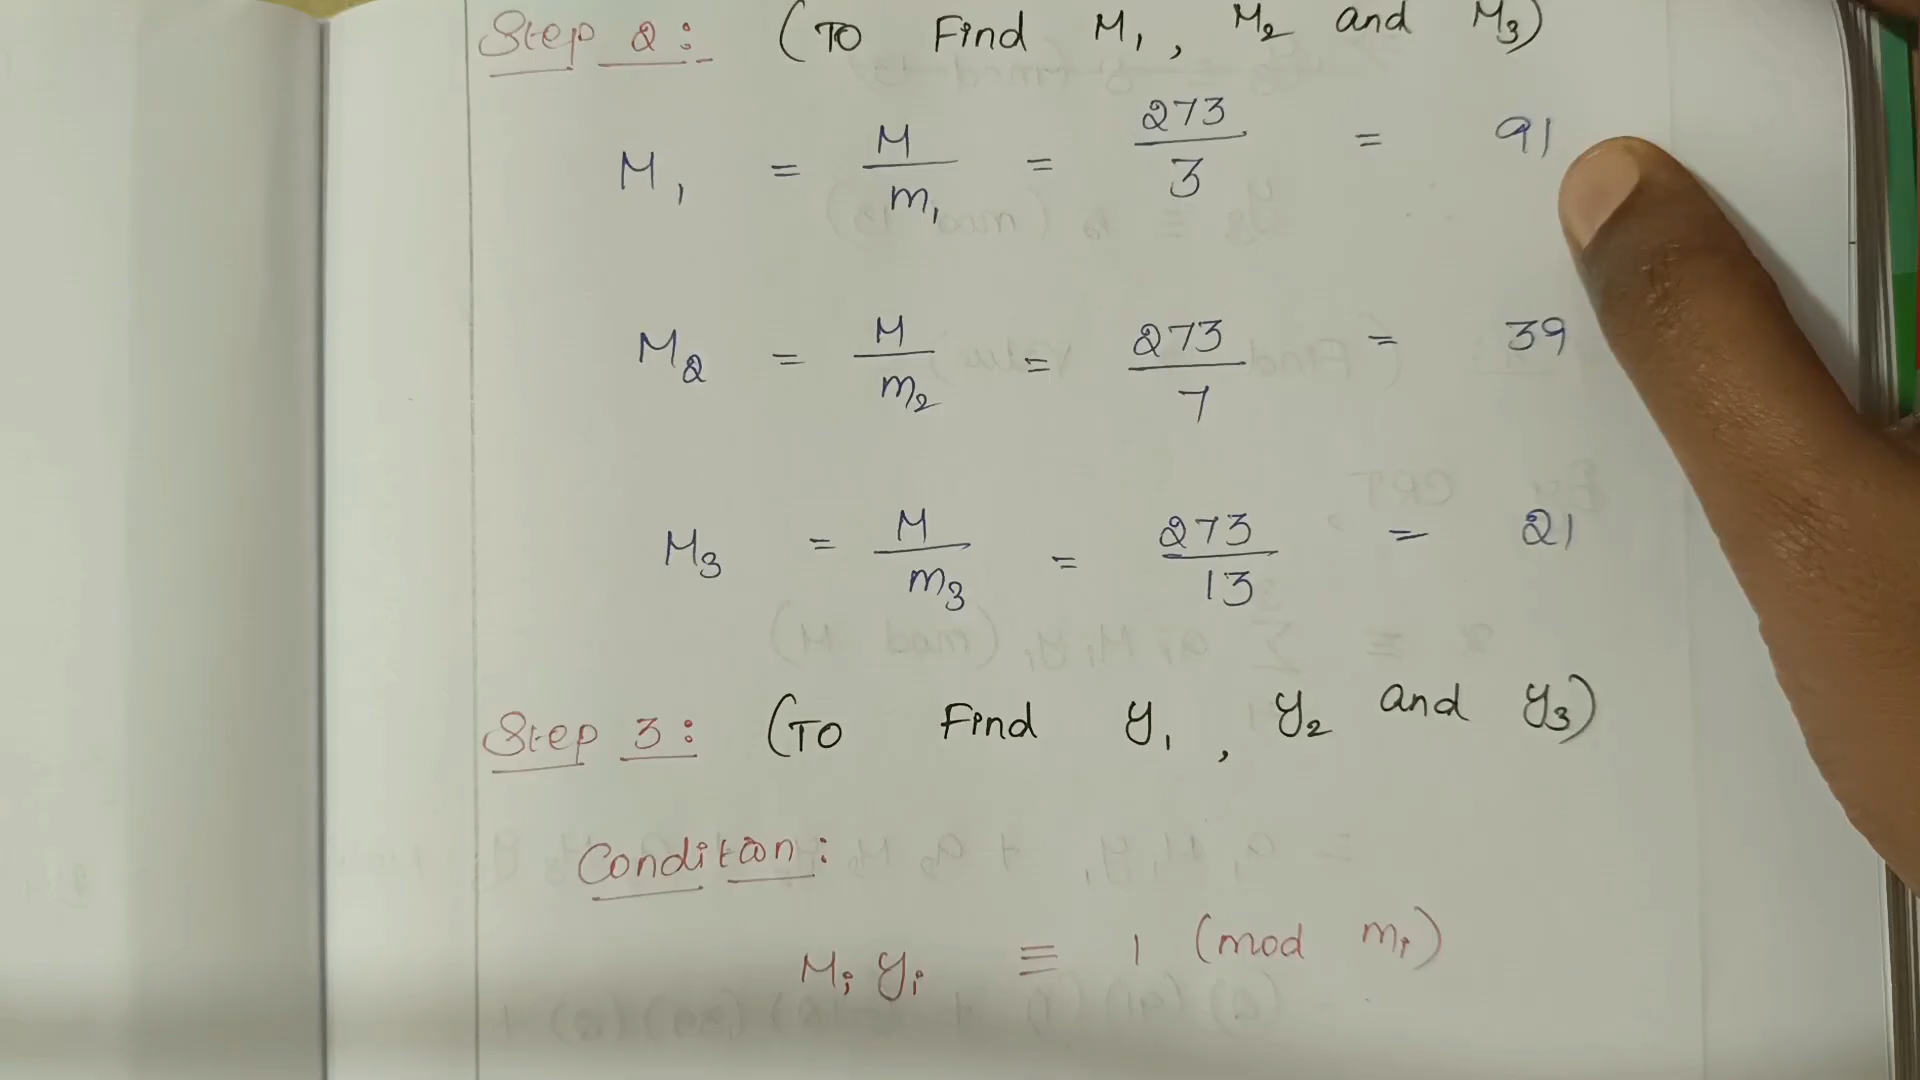 Step 2: (To Find M₁, M₂ and M₃)
M₁ = M/m₁ = 273/3 = 91
M₂ = M/m₂ = 273/7 = 39
M₃ = M/m₃ = 273/13 = 21
Step 3: (To Find y₁, y₂ and y₃)
Condition:
Mᵢ yᵢ ≡ 1 (mod mᵢ)